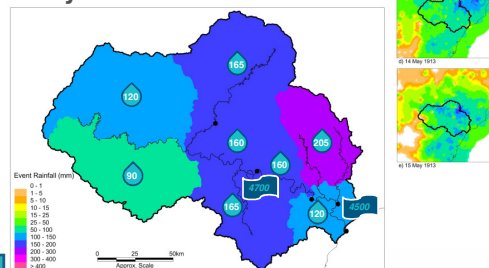 165
120
160
205
160
90
4700
165
120
4500
Event Rainfall (mm)
0 - 1
1 - 5
5 - 10
10 - 15
15 - 25
25 - 50
50 - 100
100 - 150
150 - 200
200 - 300
300 - 400
> 400
0 25 50km
Approx. Scale
d) 14 May 1913
e) 15 May 1913